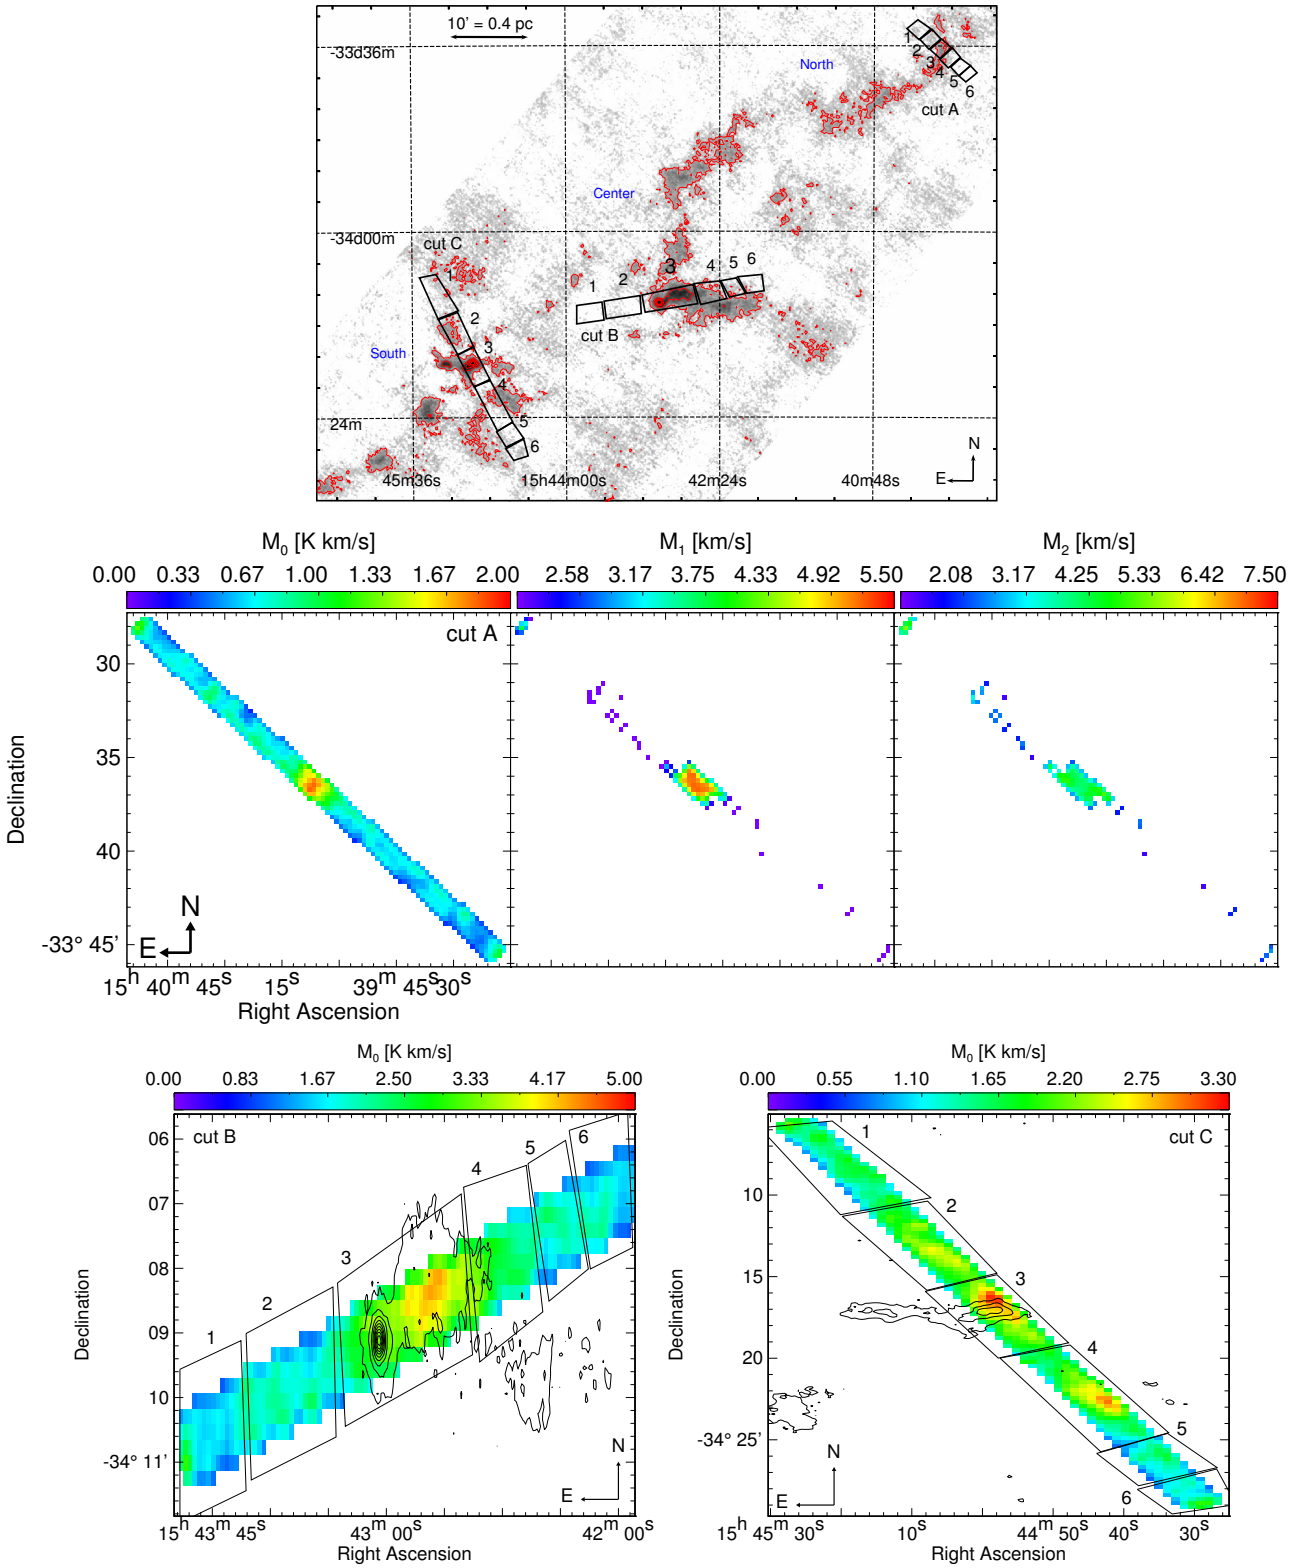 10' = 0.4 pc
-33d36m
North
1
2
3
4
5
6
cut A
Center
-34d00m
cut C
1
2
3
4
5
6
1
2
3
4
5
6
cut B
South
24m
N
E
45m36s
15h44m00s
42m24s
40m48s
M0 [K km/s]
M1 [km/s]
M2 [km/s]
0.00 0.33 0.67 1.00 1.33 1.67 2.00
2.58 3.17 3.75 4.33 4.92 5.50
2.08 3.17 4.25 5.33 6.42 7.50
cut A
30
35
40
-33° 45'
Declination
N
E
15h 40m 45s 15s 39m 45s30s
Right Ascension
M0 [K km/s]
0.00 0.83 1.67 2.50 3.33 4.17 5.00
cut B
06
07
08
09
10
-34° 11'
Declination
1
2
3
4
5
6
N
E
15h 43m 45s 43m 00s 42m 00s
Right Ascension
M0 [K km/s]
0.00 0.55 1.10 1.65 2.20 2.75 3.30
cut C
10
15
20
-34° 25'
Declination
1
2
3
4
5
6
N
E
15h 45m 30s 10s 44m 50s 40s 30s
Right Ascension